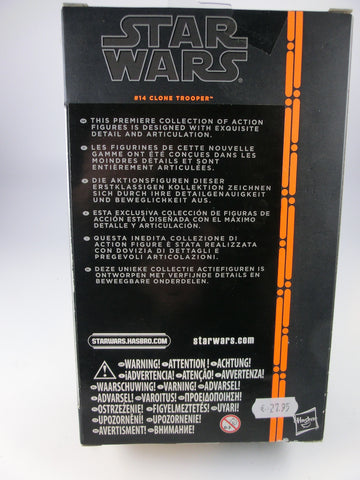 STAR
WARS
#14 CLONE TROOPER™
THIS PREMIERE COLLECTION OF ACTION
FIGURES IS DESIGNED WITH EXQUISITE
DETAIL AND ARTICULATION.
LES FIGURINES DE CETTE NOUVELLE
GAMME ONT ÉTÉ CONÇUES DANS LES
MOINDRES DÉTAILS ET SONT
ENTIÈREMENT ARTICULÉES.
DIE AKTIONSFIGUREN DIESER
ERSTKLASSIGEN KOLLEKTION ZEICHNEN
SICH DURCH IHRE DETAILGENAUIGKEIT
UND BEWEGLICHKEIT AUS.
ESTA EXCLUSIVA COLECCIÓN DE FIGURAS DE
ACCIÓN ESTÁ DISEÑADA CON EL MÁXIMO
DETALLE Y ARTICULACIÓN.
QUESTA INEDITA COLLEZIONE DI
ACTION FIGURE È STATA REALIZZATA
CON DOVIZIA DI DETTAGLI E
PREGEVOLI ARTICOLAZIONI.
DEZE UNIEKE COLLECTIE ACTIEFIGUREN IS
ONTWORPEN MET VERFIJNDE DETAILS EN
BEWEEGBARE ONDERDELEN.
STARWARS.HASBRO.COM
starwars.com
WARNING! ATTENTION! ACHTUNG!
¡ADVERTENCIA! ATENÇÃO! AVVERTENZA!
WAARSCHUWING! VARNING! ADVARSEL!
ADVARSEL! VAROITUS! ΠΡΟΕΙΔΟΠΟΙΗΣΗ!
OSTRZEŻENIE! FIGYELMEZTETÉS! UYARI!
UPOZORNĚNÍ! UPOZORNENIE!
AVERTISMENT! ВНИМАНИЕ!
0-3
€ 27.95
Hasbro